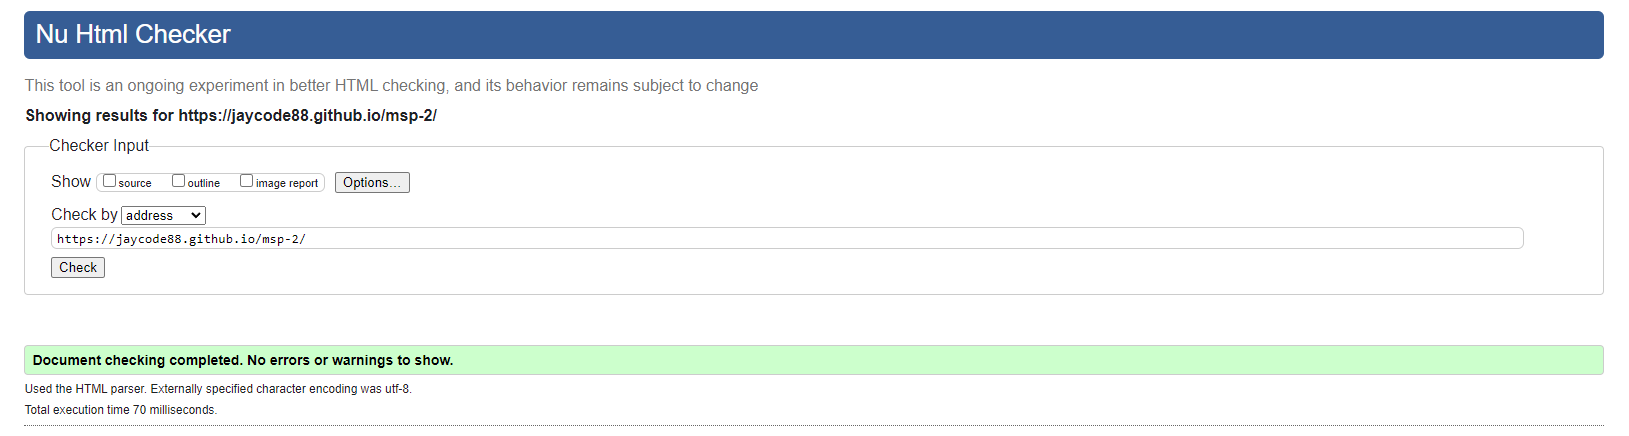 Nu Html Checker
This tool is an ongoing experiment in better HTML checking, and its behavior remains subject to change
Showing results for https://jaycode88.github.io/msp-2/
Checker Input
Show source outline image report Options...
Check by address
https://jaycode88.github.io/msp-2/
Check
Document checking completed. No errors or warnings to show.
Used the HTML parser. Externally specified character encoding was utf-8.
Total execution time 70 milliseconds.